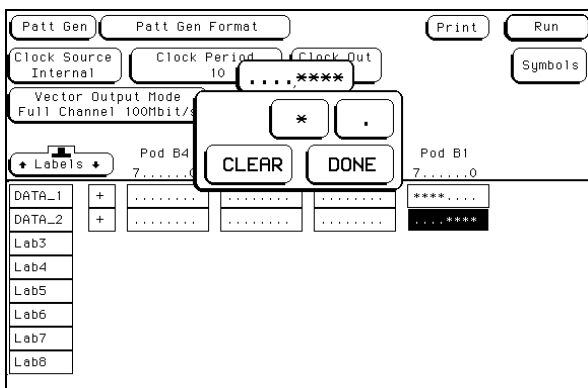 Patt Gen Patt Gen Format Print Run
Clock Source
Internal
Clock Period
10
Clock Out
Symbols
....,****
Vector Output Mode
Full Channel 100Mbit/s
* .
CLEAR DONE
Labels Pod B4 Pod B1
7......0 7......0
DATA_1 + ........ ........ ........ ****....
DATA_2 + ........ ........ ........ ....****
Lab3
Lab4
Lab5
Lab6
Lab7
Lab8